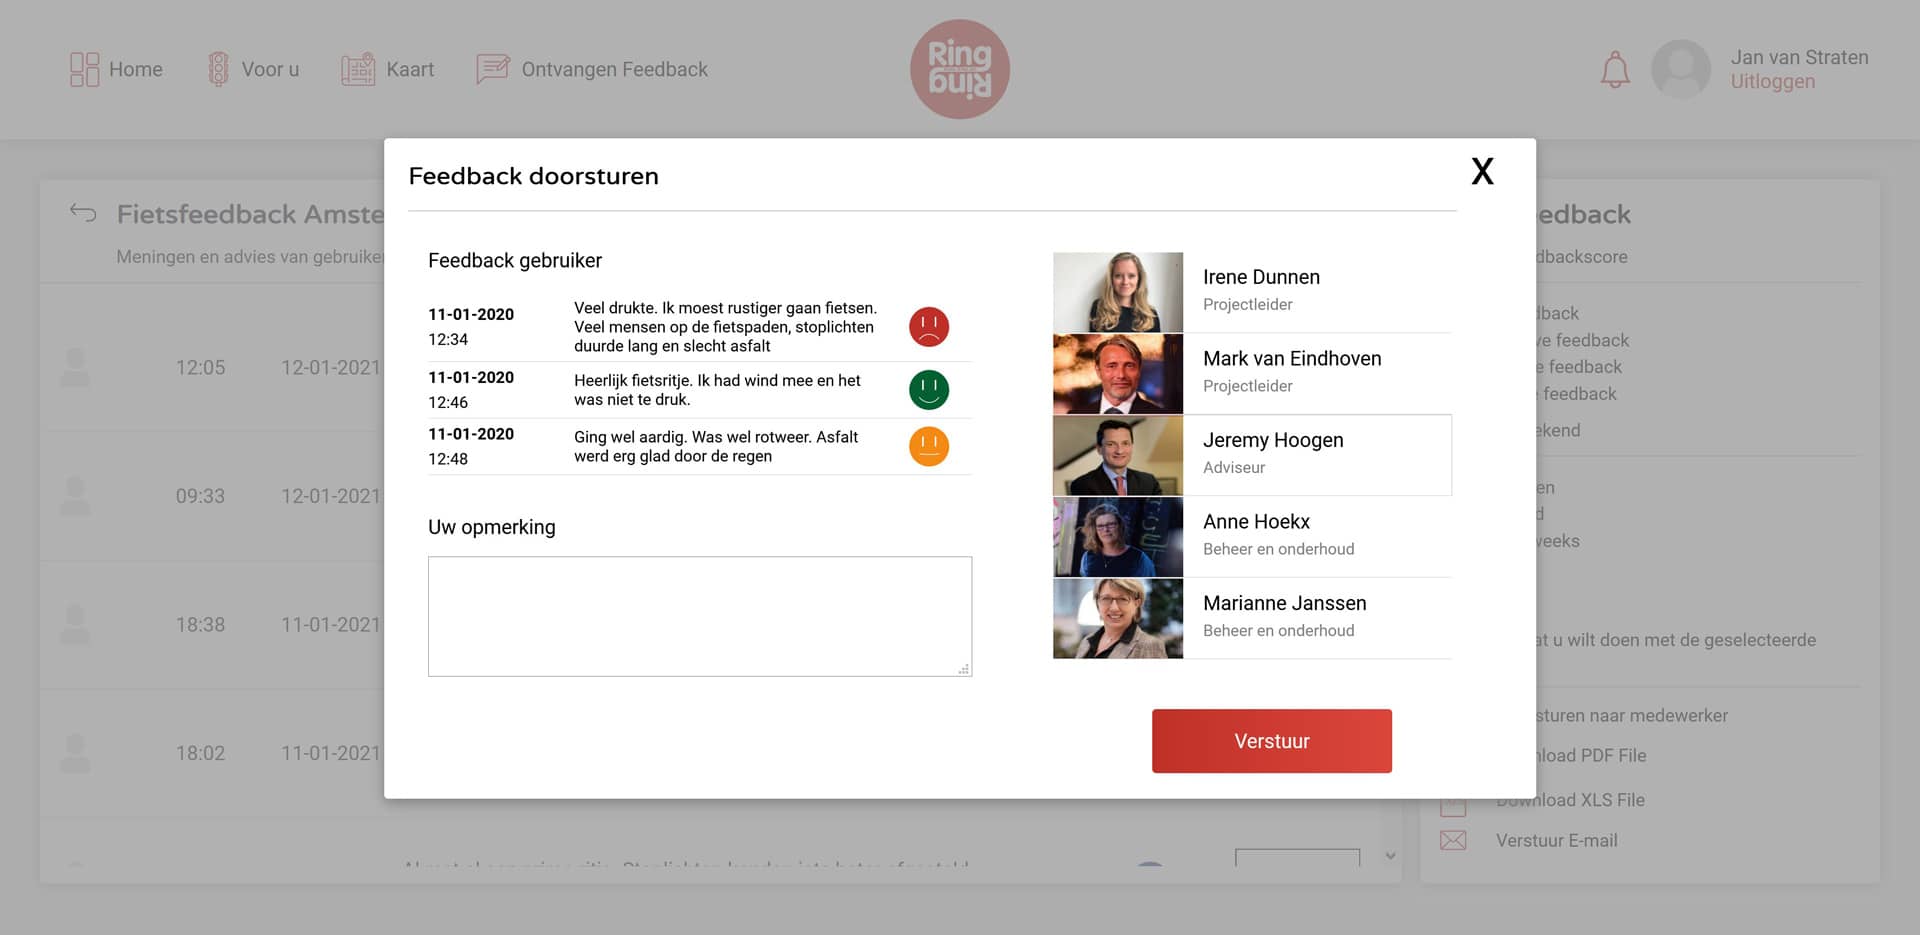 Home
Voor u
Kaart
Ontvangen Feedback
Ring
Ring
Jan van Straten
Uitloggen
Feedback doorsturen
X
Fietsfeedback Amste
Meningen en advies van gebruike
12:05 12-01-2021
09:33 12-01-2021
18:38 11-01-2021
18:02 11-01-2021
Feedback gebruiker
11-01-2020
12:34
Veel drukte. Ik moest rustiger gaan fietsen.
Veel mensen op de fietspaden, stoplichten
duurde lang en slecht asfalt
11-01-2020
12:46
Heerlijk fietsritje. Ik had wind mee en het
was niet te druk.
11-01-2020
12:48
Ging wel aardig. Was wel rotweer. Asfalt
werd erg glad door de regen
Uw opmerking
Irene Dunnen
Projectleider
Mark van Eindhoven
Projectleider
Jeremy Hoogen
Adviseur
Anne Hoekx
Beheer en onderhoud
Marianne Janssen
Beheer en onderhoud
Verstuur
edback
dbackscore
dback
ve feedback
e feedback
feedback
ekend
en
d
weeks
at u wilt doen met de geselecteerde
sturen naar medewerker
nload PDF File
Download XLS File
Verstuur E-mail